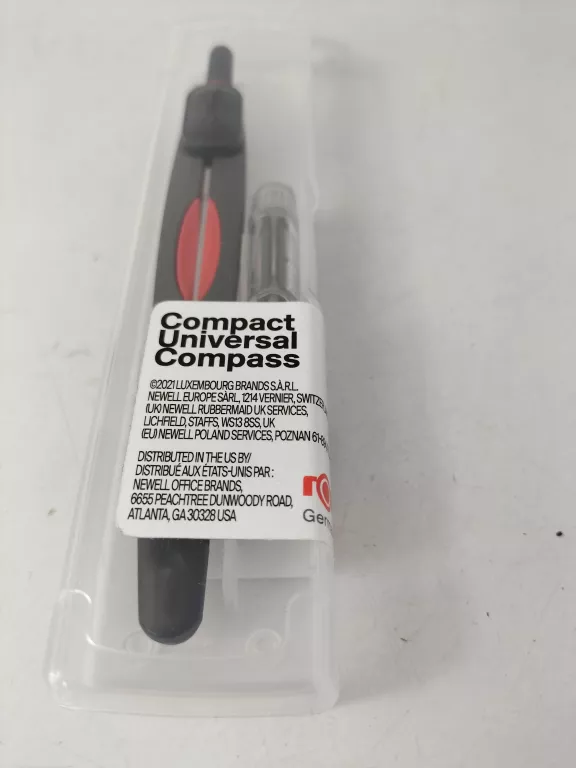 Compact
Universal
Compass
©2021 LUXEMBOURG BRANDS S.À.R.L.
NEWELL EUROPE SÀRL, 1214 VERNIER,
(UK) NEWELL RUBBERMAID UK SERVICES,
LICHFIELD, STAFFS, WS13 8SS, UK
(EU) NEWELL POLAND SERVICES, POZNAN
DISTRIBUTED IN THE US BY/
DISTRIBUÉ AUX ÉTATS-UNIS PAR :
NEWELL OFFICE BRANDS,
6655 PEACHTREE DUNWOODY ROAD,
ATLANTA, GA 30328 USA